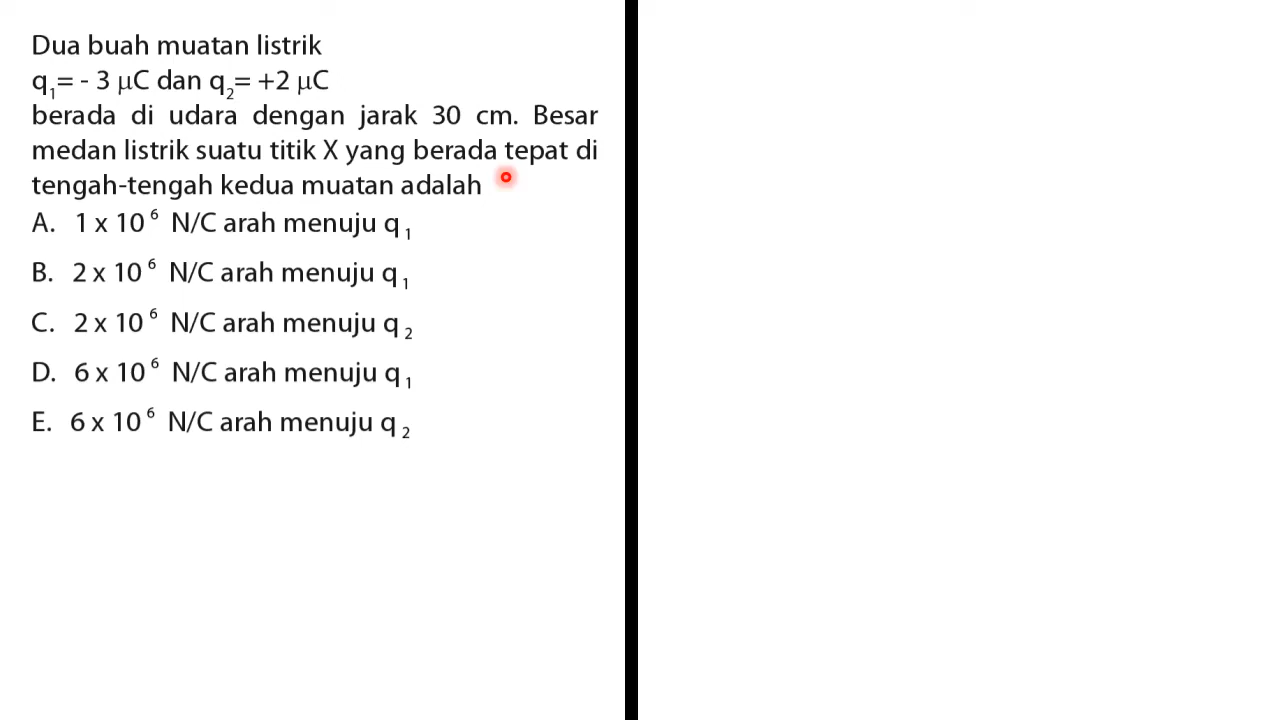 Dua buah muatan listrik
q₁= - 3 µC dan q₂= +2 µC
berada di udara dengan jarak 30 cm. Besar
medan listrik suatu titik X yang berada tepat di
tengah-tengah kedua muatan adalah
A. 1 x 10⁶ N/C arah menuju q₁
B. 2 x 10⁶ N/C arah menuju q₁
C. 2 x 10⁶ N/C arah menuju q₂
D. 6 x 10⁶ N/C arah menuju q₁
E. 6 x 10⁶ N/C arah menuju q₂